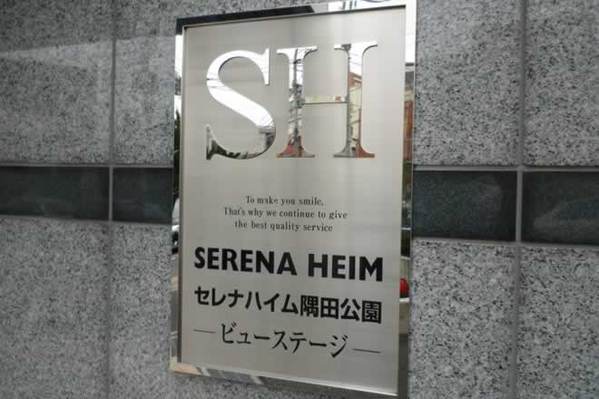 SH
To make you smile,
That's why we continue to give
the best quality service
SERENA HEIM
セレナハイム隅田公園
—ビューステージ—